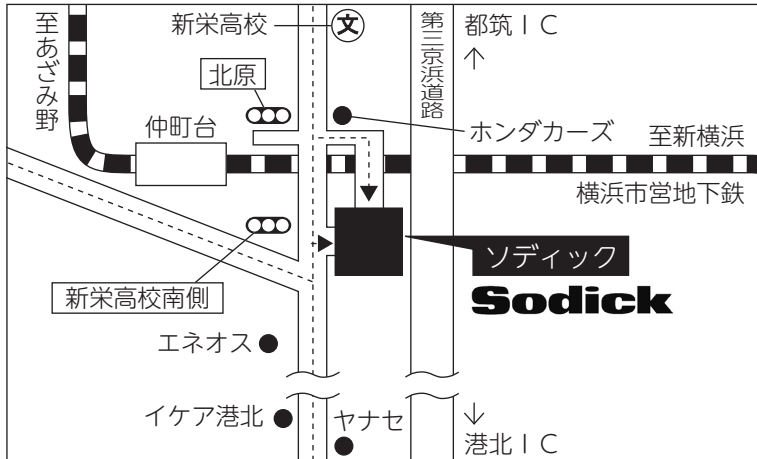 至あざみ野
新栄高校
文
第三京浜道路
都筑IC
↑
北原
仲町台
ホンダカーズ
至新横浜
横浜市営地下鉄
ソディック
Sodick
新栄高校南側
エネオス
イケア港北
ヤナセ
↓
港北IC